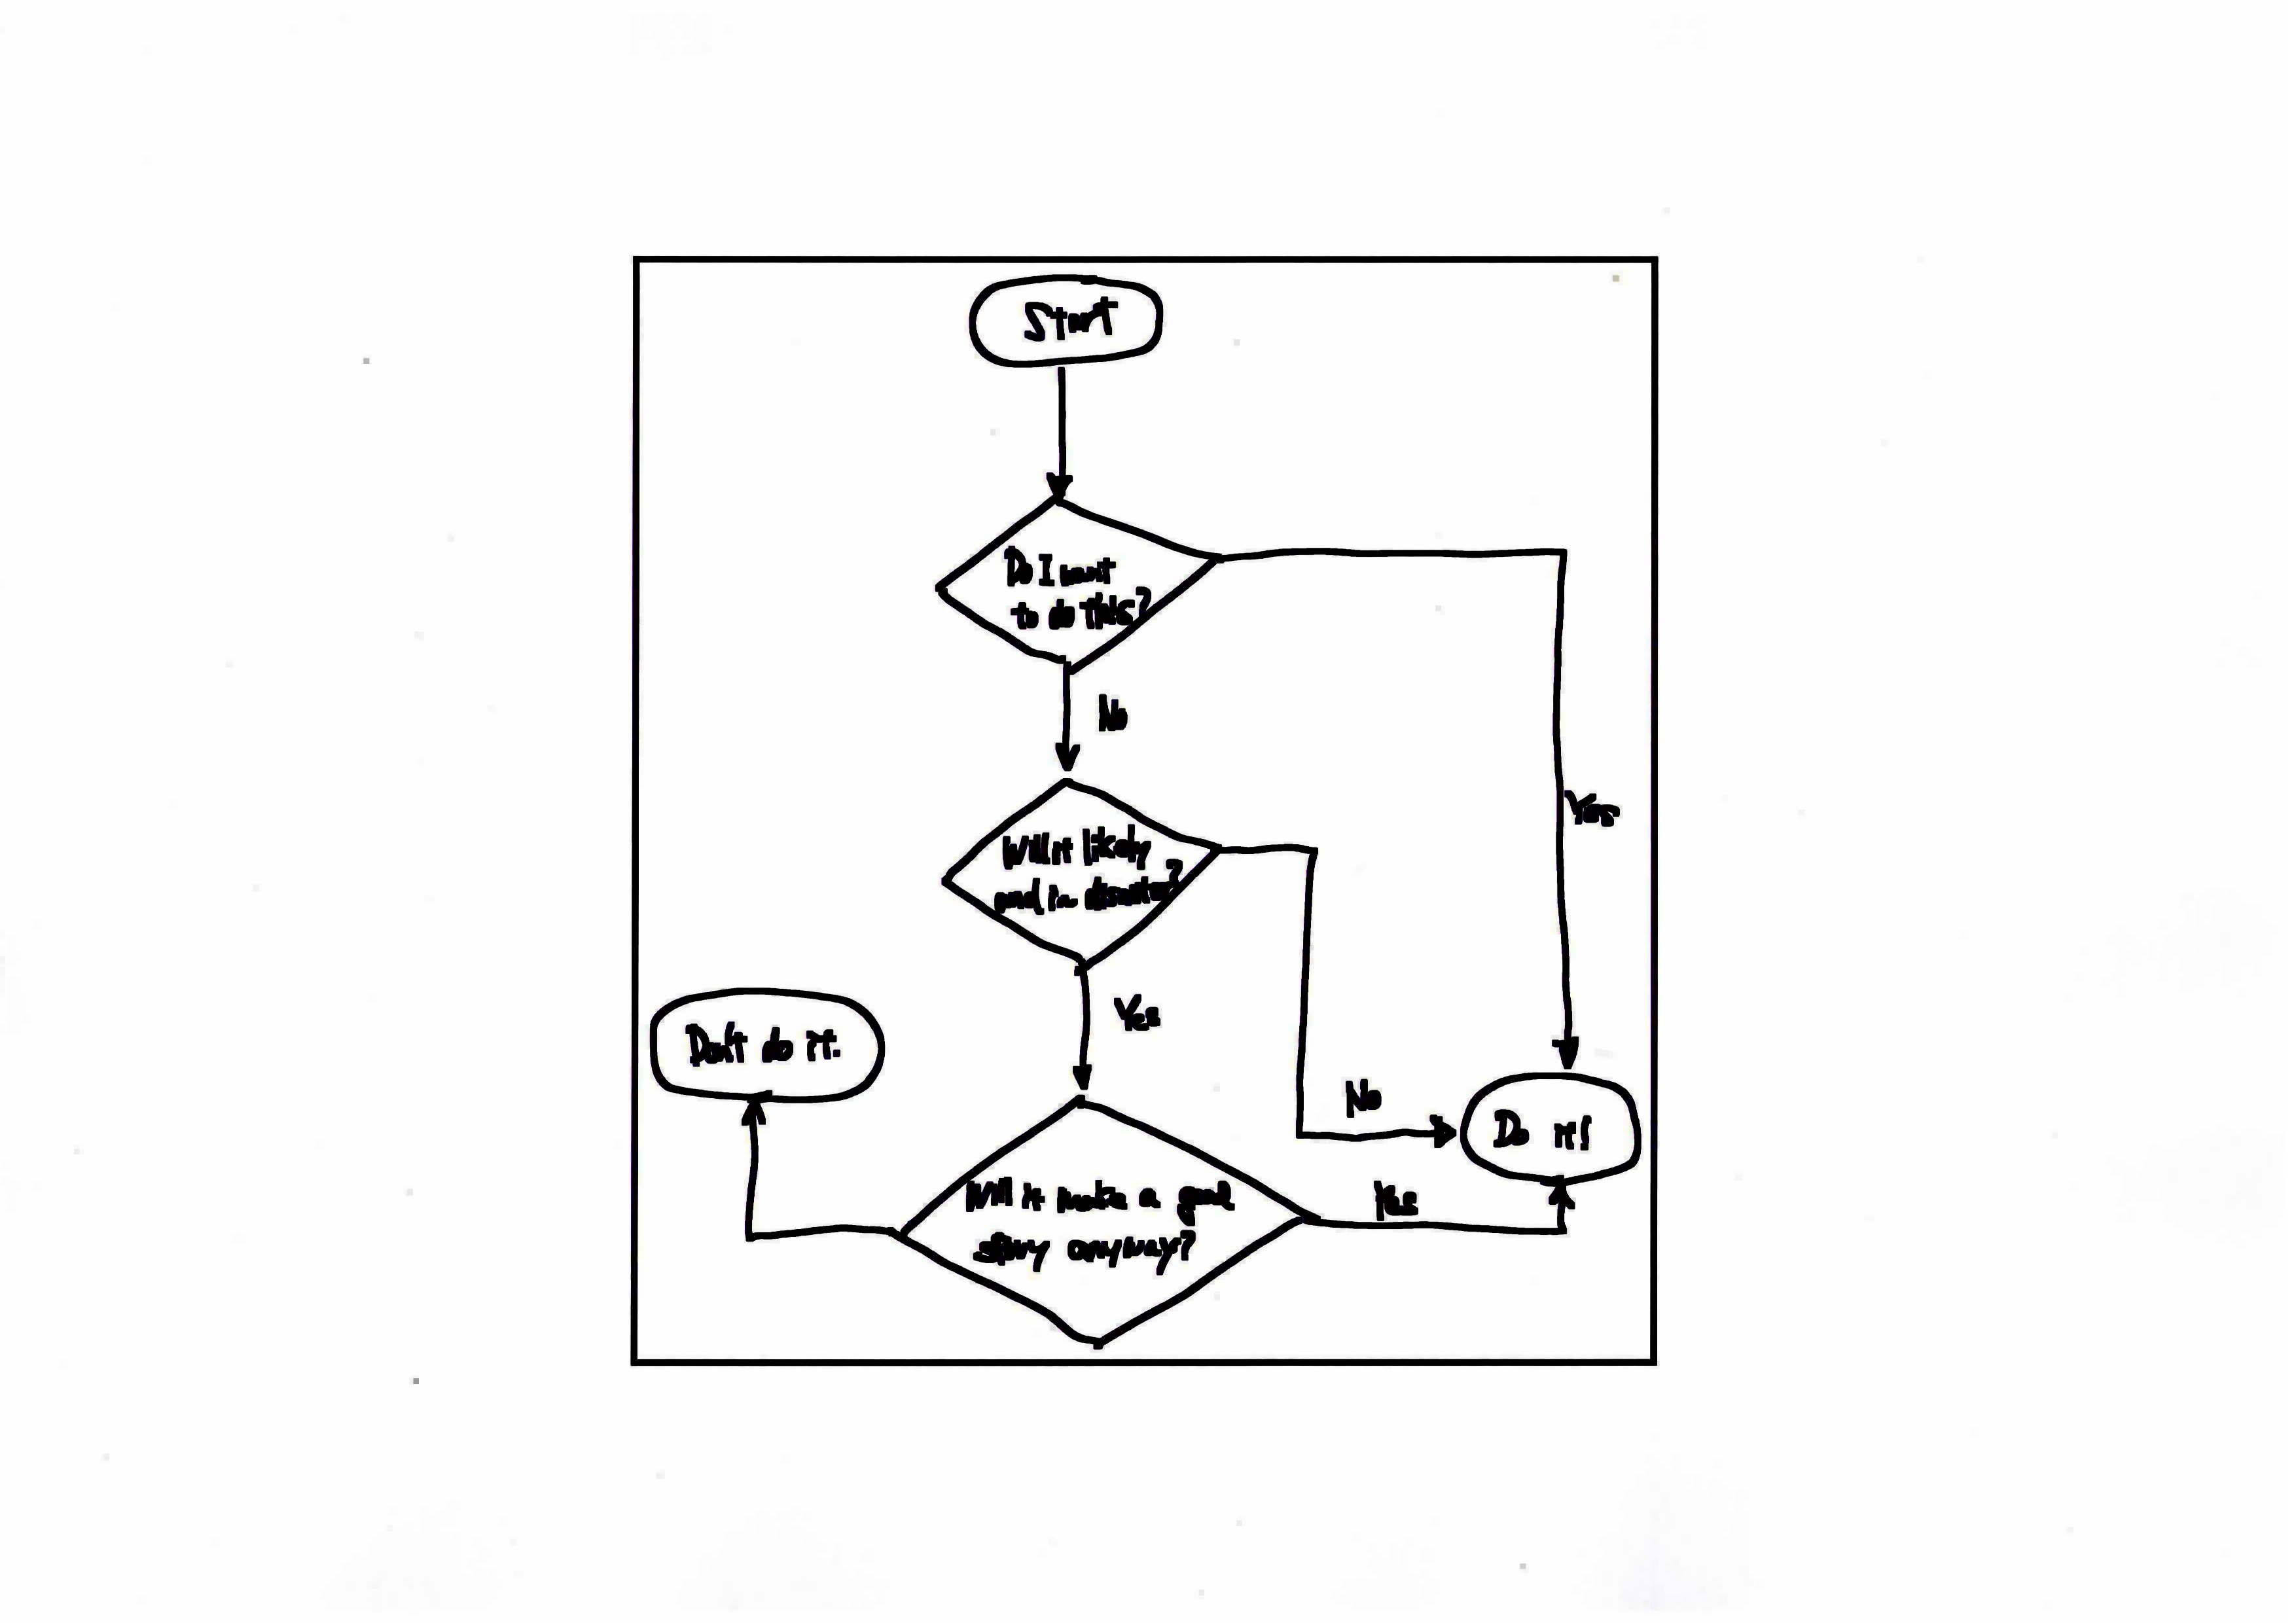 Start
Do I want
to do this?
No
Yes
Will it likely
end in disaster?
Yes
Don't do it.
No
Do it!
Will it make a good
story anyway?
Yes